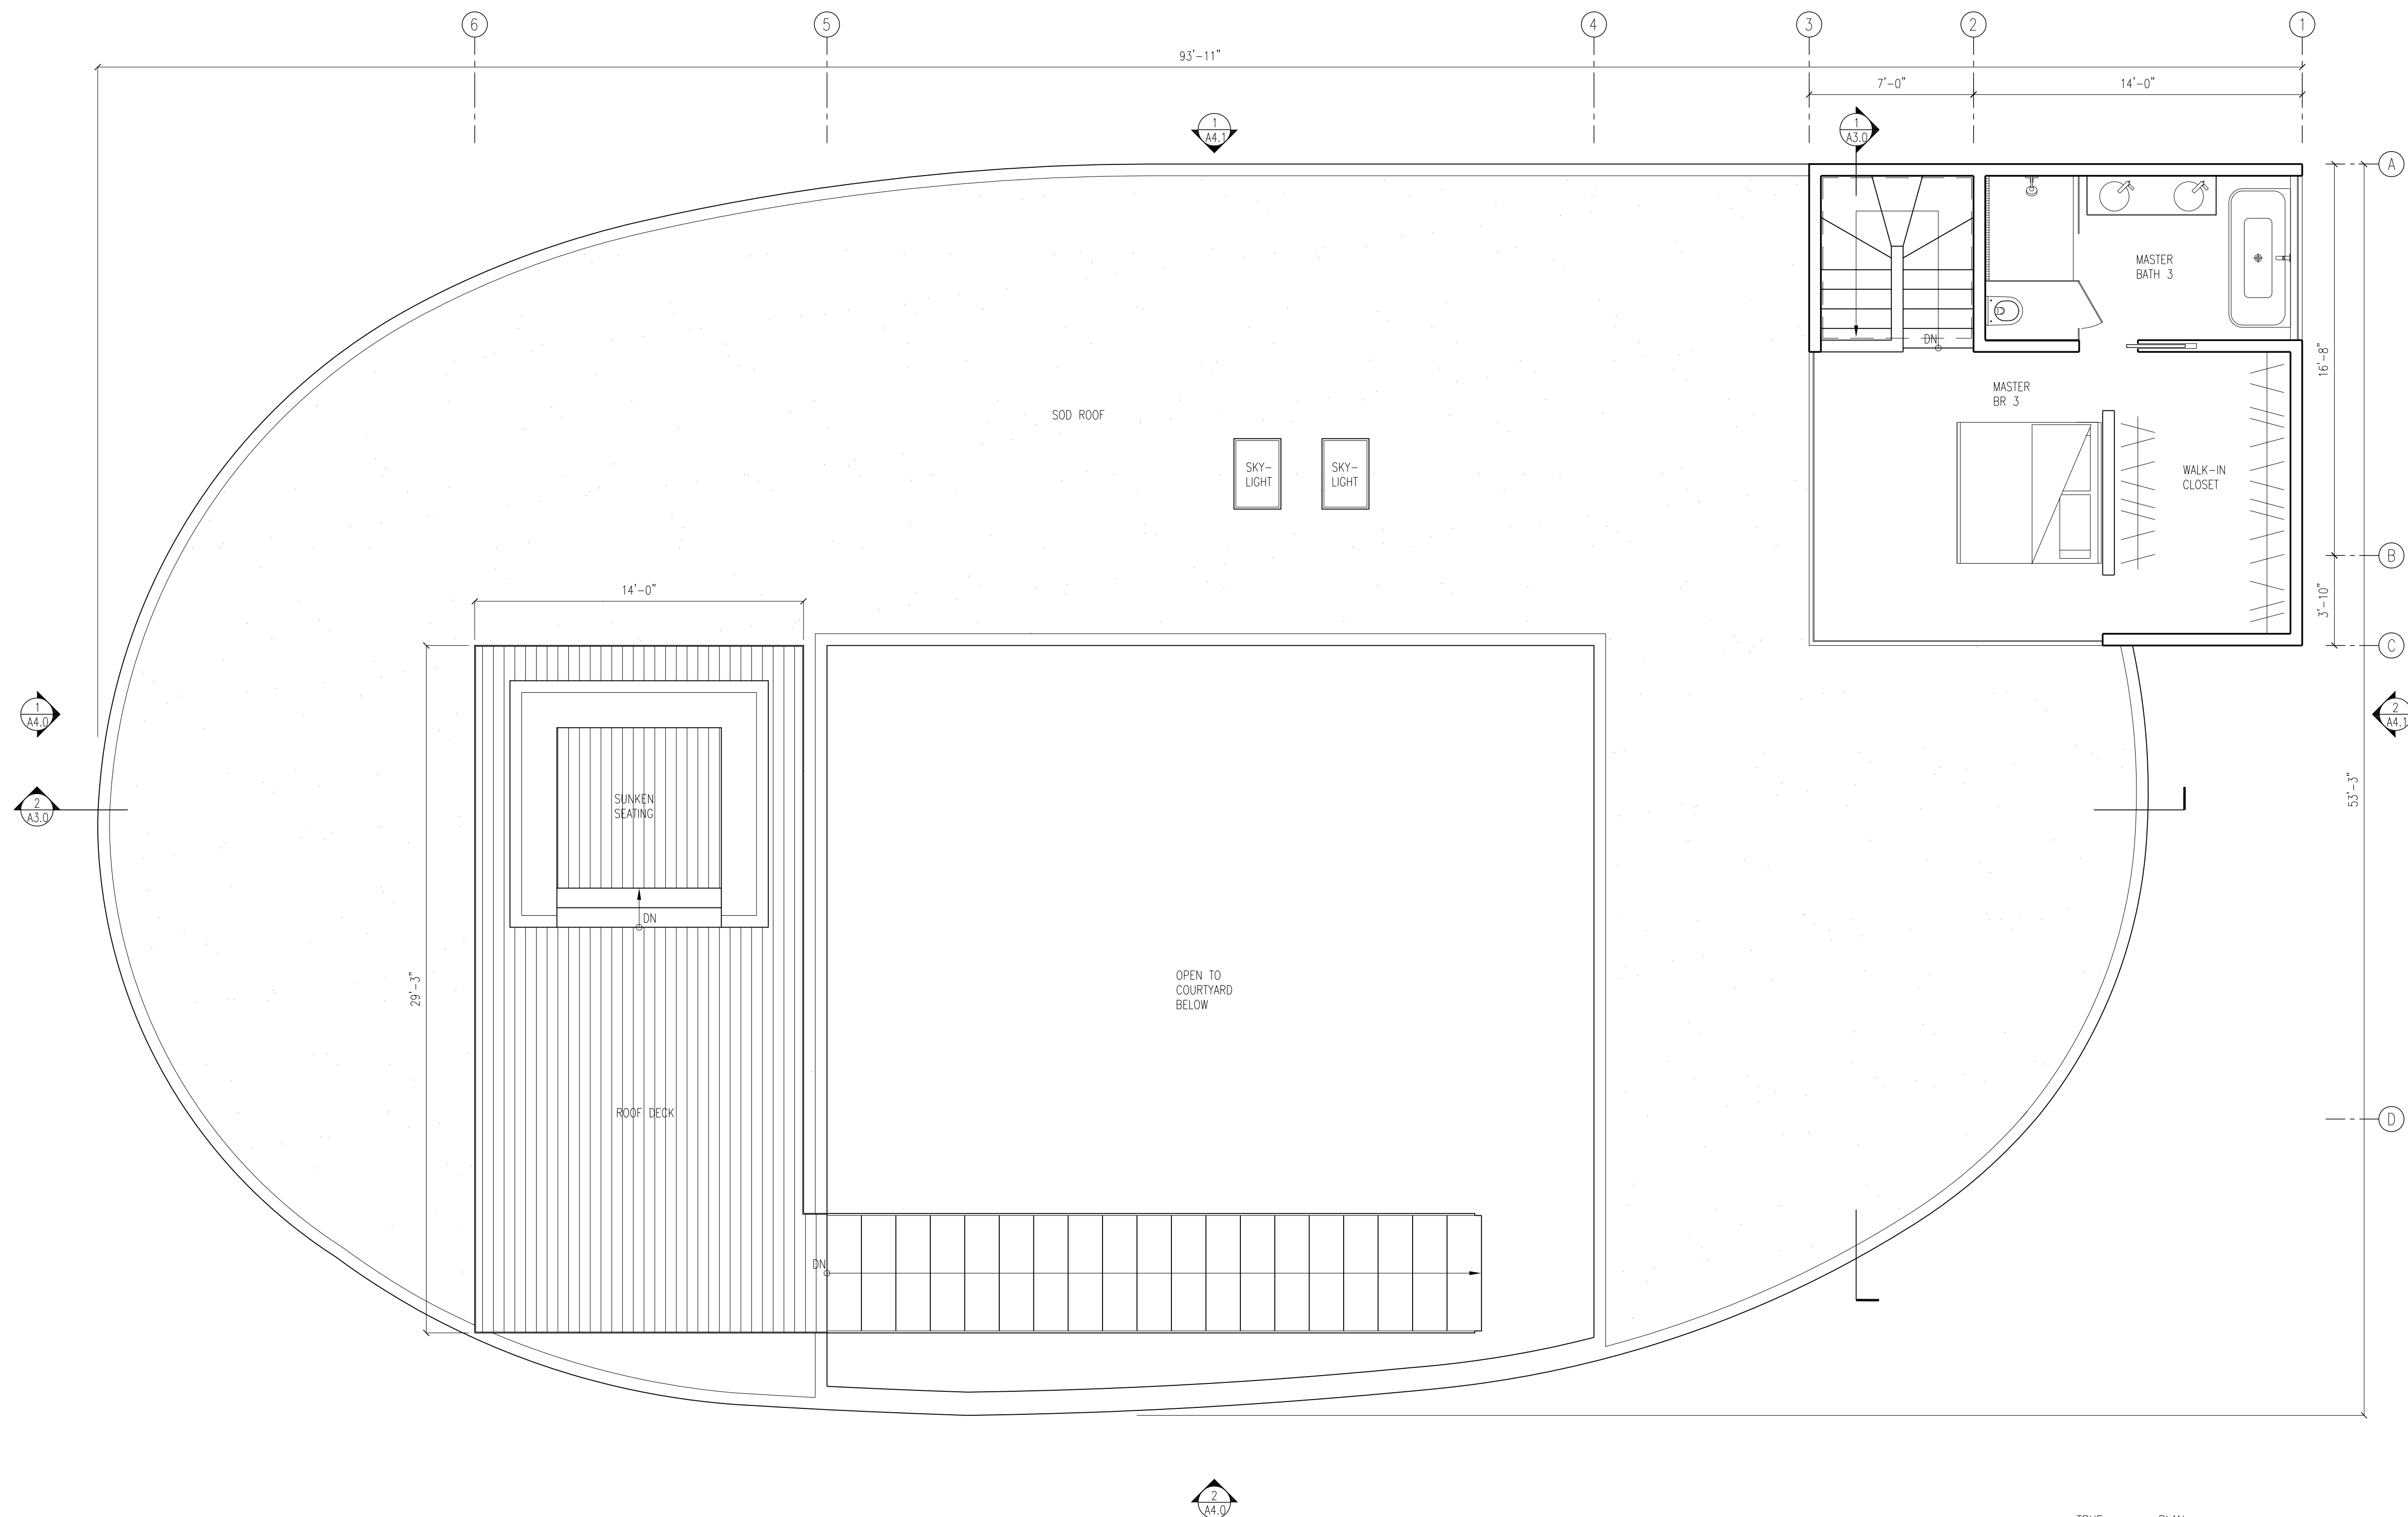 6
5
4
3
2
1
93'-11"
7'-0"
14'-0"
1
A4.1
1
A3.0
A
MASTER
BATH 3
DN
16'-8"
MASTER
BR 3
SOD ROOF
SKY-
LIGHT
SKY-
LIGHT
WALK-IN
CLOSET
B
14'-0"
3'-10"
C
1
A4.0
2
A4.1
2
A3.0
SUNKEN
SEATING
53'-3"
DN
29'-3"
OPEN TO
COURTYARD
BELOW
ROOF DECK
D
DN
2
A4.0